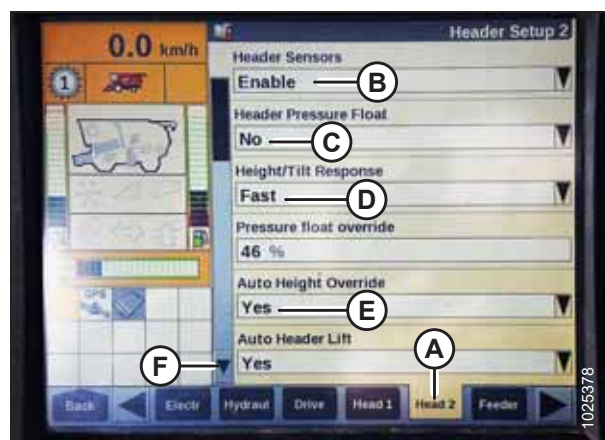 0.0 km/h
Header Setup 2
1
Header Sensors
Enable
B
Header Pressure Float
No
C
Height/Tilt Response
Fast
D
Pressure float override
46 %
Auto Height Override
Yes
E
Auto Header Lift
Yes
F
A
GPS
Back
Electr
Hydraul
Drive
Head 1
Head 2
Feeder
1025378